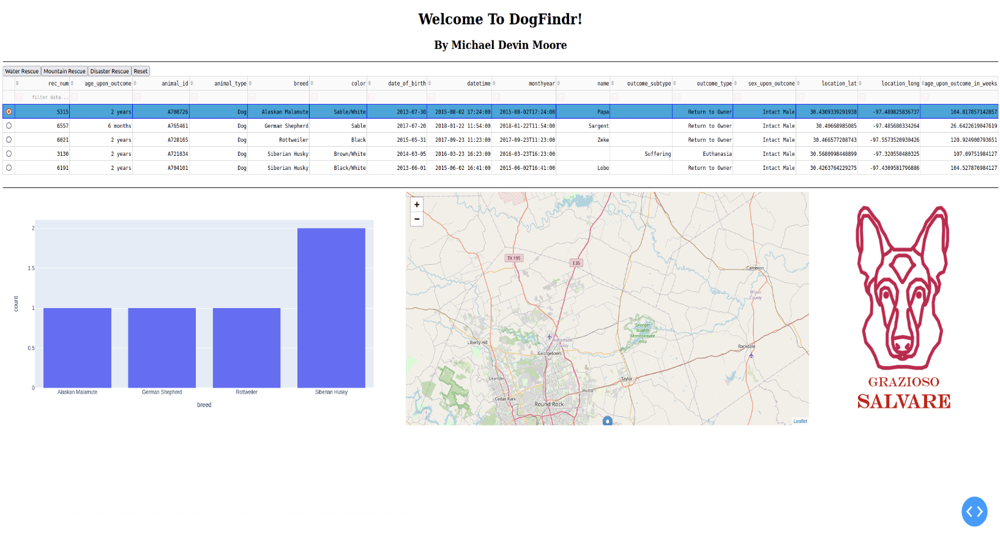 Welcome To DogFindr!
By Michael Devin Moore
Water Rescue Mountain Rescue Disaster Rescue Reset
rec_num age_upon_outcome animal_id animal_type breed color date_of_birth datetime monthyear name outcome_subtype outcome_type sex_upon_outcome location_lat location_long age_upon_outcome_in_weeks
filter data...
5315 2 years A708726 Dog Alaskan Malamute Sable/White 2013-07-30 2015-08-02 17:24:00 2015-08-02T17:24:00 Papa Return to Owner Intact Male 30.4309339291938 -97.480825836737 104.817857142857
6557 6 months A765461 Dog German Shepherd Sable 2017-07-20 2018-01-22 11:54:00 2018-01-22T11:54:00 Sargent Return to Owner Intact Male 30.40668985085 -97.485680334264 26.6422619047619
6021 2 years A728165 Dog Rottweiler Black 2015-05-31 2017-09-23 11:23:00 2017-09-23T11:23:00 Zeke Return to Owner Intact Male 30.466577208743 -97.5573520930426 120.924900793651
3130 2 years A721834 Dog Siberian Husky Brown/White 2014-03-05 2016-03-23 16:23:00 2016-03-23T16:23:00 Suffering Euthanasia Intact Male 30.5680998448899 -97.320550480325 107.09751984127
6191 2 years A704101 Dog Siberian Husky Black/White 2013-06-01 2015-06-02 16:41:00 2015-06-02T16:41:00 Lobo Return to Owner Intact Male 30.4263764229275 -97.4309581796886 104.527876984127
2
1.5
1
0.5
0
count
Alaskan Malamute German Shepherd Rottweiler Siberian Husky
breed
+
−
TX 195
I 35
Cameron
Milam
County
Granger
Wildlife
Management
Area
Liberty Hill
Williamson
County
Georgetown
Rockdale
Leander
Taylor
Hutto
Cedar Park
Round Rock
Leaflet
GRAZIOSO
SALVARE